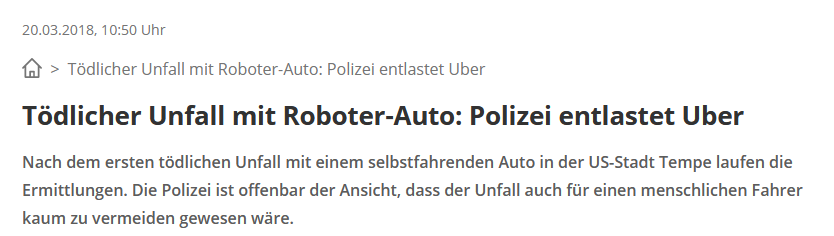 20.03.2018, 10:50 Uhr
> Tödlicher Unfall mit Roboter-Auto: Polizei entlastet Uber
Tödlicher Unfall mit Roboter-Auto: Polizei entlastet Uber
Nach dem ersten tödlichen Unfall mit einem selbstfahrenden Auto in der US-Stadt Tempe laufen die
Ermittlungen. Die Polizei ist offenbar der Ansicht, dass der Unfall auch für einen menschlichen Fahrer
kaum zu vermeiden gewesen wäre.